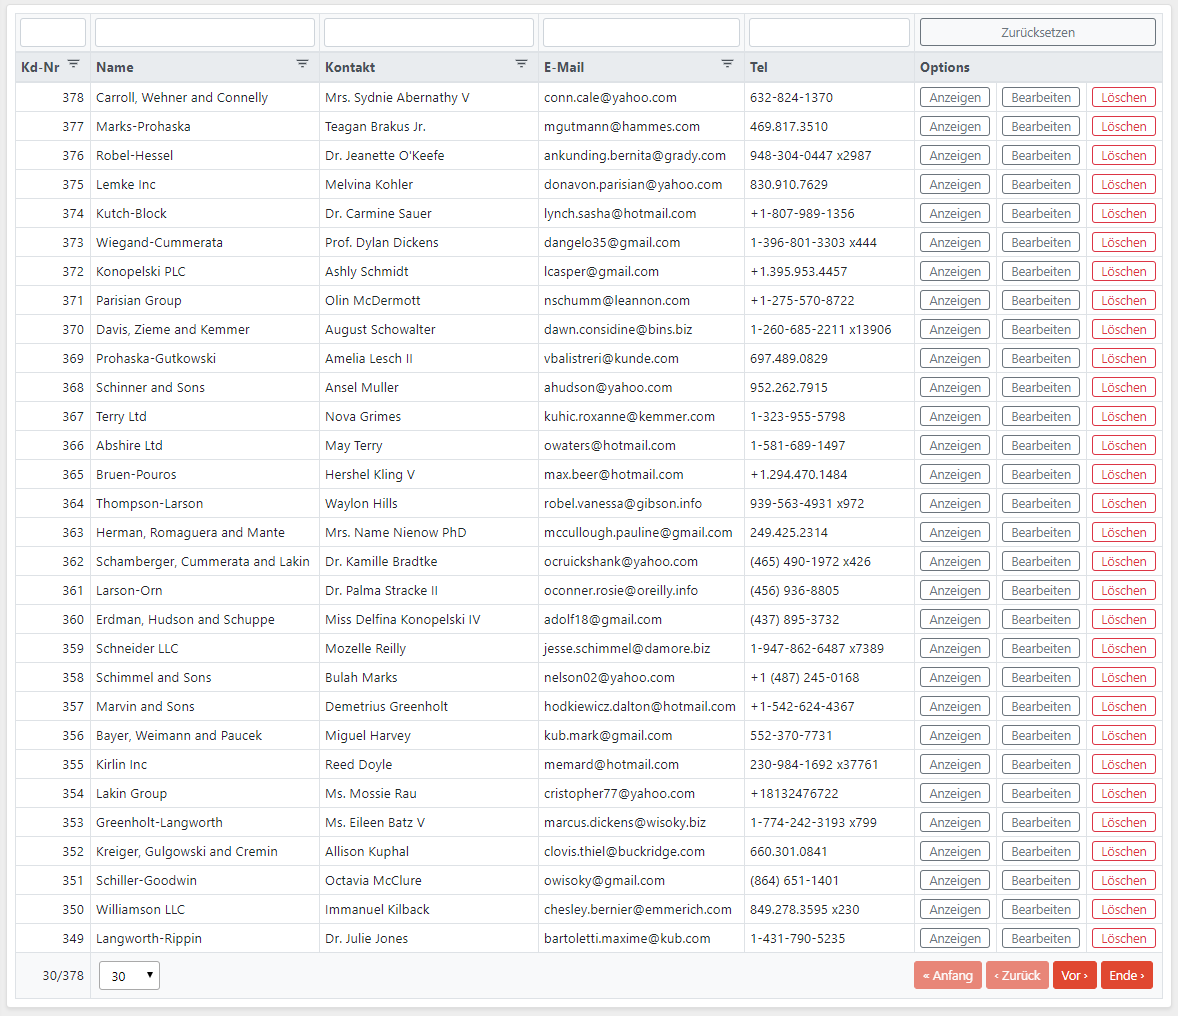 Zurücksetzen
Kd-Nr Name Kontakt E-Mail Tel Options
378 Carroll, Wehner and Connelly Mrs. Sydnie Abernathy V conn.cale@yahoo.com 632-824-1370 Anzeigen Bearbeiten Löschen
377 Marks-Prohaska Teagan Brakus Jr. mgutmann@hammes.com 469.817.3510 Anzeigen Bearbeiten Löschen
376 Robel-Hessel Dr. Jeanette O'Keefe ankunding.bernita@grady.com 948-304-0447 x2987 Anzeigen Bearbeiten Löschen
375 Lemke Inc Melvina Kohler donavon.parisian@yahoo.com 830.910.7629 Anzeigen Bearbeiten Löschen
374 Kutch-Block Dr. Carmine Sauer lynch.sasha@hotmail.com +1-807-989-1356 Anzeigen Bearbeiten Löschen
373 Wiegand-Cummerata Prof. Dylan Dickens dangelo35@gmail.com 1-396-801-3303 x444 Anzeigen Bearbeiten Löschen
372 Konopelski PLC Ashly Schmidt lcasper@gmail.com +1.395.953.4457 Anzeigen Bearbeiten Löschen
371 Parisian Group Olin McDermott nschumm@leannon.com +1-275-570-8722 Anzeigen Bearbeiten Löschen
370 Davis, Zieme and Kemmer August Schowalter dawn.considine@bins.biz 1-260-685-2211 x13906 Anzeigen Bearbeiten Löschen
369 Prohaska-Gutkowski Amelia Lesch II vbalistreri@kunde.com 697.489.0829 Anzeigen Bearbeiten Löschen
368 Schinner and Sons Ansel Muller ahudson@yahoo.com 952.262.7915 Anzeigen Bearbeiten Löschen
367 Terry Ltd Nova Grimes kuhic.roxanne@kemmer.com 1-323-955-5798 Anzeigen Bearbeiten Löschen
366 Abshire Ltd May Terry owaters@hotmail.com 1-581-689-1497 Anzeigen Bearbeiten Löschen
365 Bruen-Pouros Hershel Kling V max.beer@hotmail.com +1.294.470.1484 Anzeigen Bearbeiten Löschen
364 Thompson-Larson Waylon Hills robel.vanessa@gibson.info 939-563-4931 x972 Anzeigen Bearbeiten Löschen
363 Herman, Romaguera and Mante Mrs. Name Nienow PhD mccullough.pauline@gmail.com 249.425.2314 Anzeigen Bearbeiten Löschen
362 Schamberger, Cummerata and Lakin Dr. Kamille Bradtke ocruickshank@yahoo.com (465) 490-1972 x426 Anzeigen Bearbeiten Löschen
361 Larson-Orn Dr. Palma Stracke II oconner.rosie@oreilly.info (456) 936-8805 Anzeigen Bearbeiten Löschen
360 Erdman, Hudson and Schuppe Miss Delfina Konopelski IV adolf18@gmail.com (437) 895-3732 Anzeigen Bearbeiten Löschen
359 Schneider LLC Mozelle Reilly jesse.schimmel@damore.biz 1-947-862-6487 x7389 Anzeigen Bearbeiten Löschen
358 Schimmel and Sons Bulah Marks nelson02@yahoo.com +1 (487) 245-0168 Anzeigen Bearbeiten Löschen
357 Marvin and Sons Demetrius Greenholt hodkiewicz.dalton@hotmail.com +1-542-624-4367 Anzeigen Bearbeiten Löschen
356 Bayer, Weimann and Paucek Miguel Harvey kub.mark@gmail.com 552-370-7731 Anzeigen Bearbeiten Löschen
355 Kirlin Inc Reed Doyle memard@hotmail.com 230-984-1692 x37761 Anzeigen Bearbeiten Löschen
354 Lakin Group Ms. Mossie Rau cristopher77@yahoo.com +18132476722 Anzeigen Bearbeiten Löschen
353 Greenholt-Langworth Ms. Eileen Batz V marcus.dickens@wisoky.biz 1-774-242-3193 x799 Anzeigen Bearbeiten Löschen
352 Kreiger, Gulgowski and Cremin Allison Kuphal clovis.thiel@buckridge.com 660.301.0841 Anzeigen Bearbeiten Löschen
351 Schiller-Goodwin Octavia McClure owisoky@gmail.com (864) 651-1401 Anzeigen Bearbeiten Löschen
350 Williamson LLC Immanuel Kilback chesley.bernier@emmerich.com 849.278.3595 x230 Anzeigen Bearbeiten Löschen
349 Langworth-Rippin Dr. Julie Jones bartoletti.maxime@kub.com 1-431-790-5235 Anzeigen Bearbeiten Löschen
30/378 30 « Anfang ‹ Zurück Vor › Ende ›